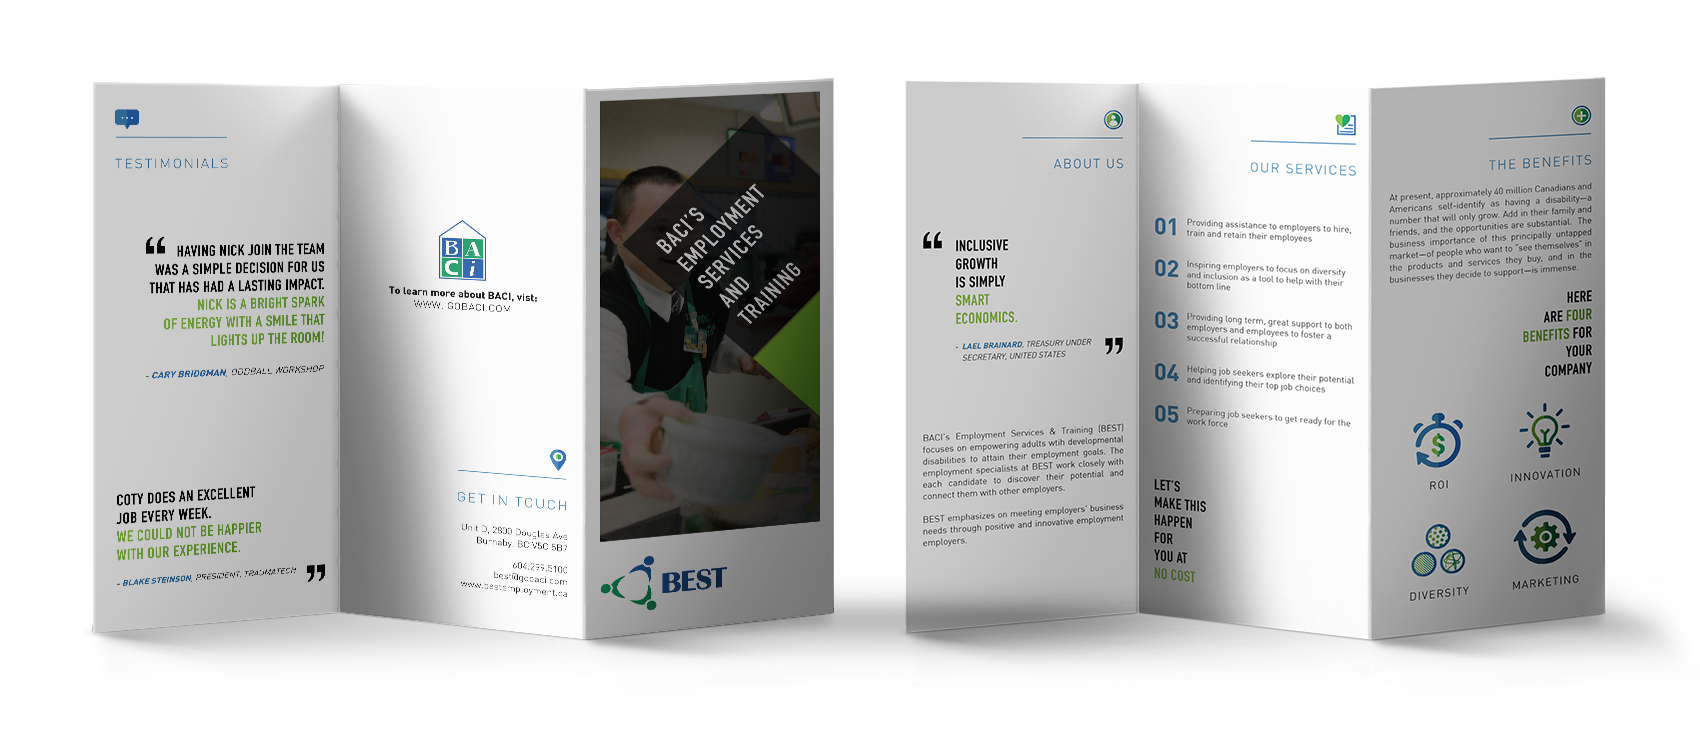 TESTIMONIALS
HAVING NICK JOIN THE TEAM
WAS A SIMPLE DECISION FOR US
THAT HAS HAD A LASTING IMPACT.
NICK IS A BRIGHT SPARK
OF ENERGY WITH A SMILE THAT
LIGHTS UP THE ROOM!
- CARY BRIDGMAN, ODDBALL WORKSHOP
COTY DOES AN EXCELLENT
JOB EVERY WEEK.
WE COULD NOT BE HAPPIER
WITH OUR EXPERIENCE.
- BLAKE STEINSON, PRESIDENT, TRAUMATECH
BACi
To learn more about BACI, vist:
WWW. GOBACI.COM
GET IN TOUCH
Unit D, 2800 Douglas Ave
Burnaby, BC V5C 5B7
604.299.5100
best@gobaci.com
www.bestemployment.ca
BACI'S
EMPLOYMENT
SERVICES
AND
TRAINING
BEST
ABOUT US
“ INCLUSIVE
GROWTH
IS SIMPLY
SMART
ECONOMICS.
- LAEL BRAINARD, TREASURY UNDER
SECRETARY, UNITED STATES ”
BACI's Employment Services & Training (BEST)
focuses on empowering adults wtih developmental
disabilities to attain their employment goals. The
employment specialists at BEST work closely with
each candidate to discover their potential and
connect them with other employers.
BEST emphasizes on meeting employers' business
needs through positive and innovative employment
employers.
OUR SERVICES
01 Providing assistance to employers to hire,
train and retain their employees
02 Inspiring employers to focus on diversity
and inclusion as a tool to help with their
bottom line
03 Providing long term, great support to both
employers and employees to foster a
successful relationship
04 Helping job seekers explore their potential
and identifying their top job choices
05 Preparing job seekers to get ready for the
work force
LET'S
MAKE THIS
HAPPEN
FOR
YOU AT
NO COST
THE BENEFITS
At present, approximately 40 million Canadians and
Americans self-identify as having a disability—a
number that will only grow. Add in their family and
friends, and the opportunities are substantial. The
business importance of this principally untapped
market—of people who want to "see themselves" in
the products and services they buy, and in the
businesses they decide to support—is immense.
HERE
ARE FOUR
BENEFITS FOR
YOUR
COMPANY
ROI
INNOVATION
DIVERSITY
MARKETING